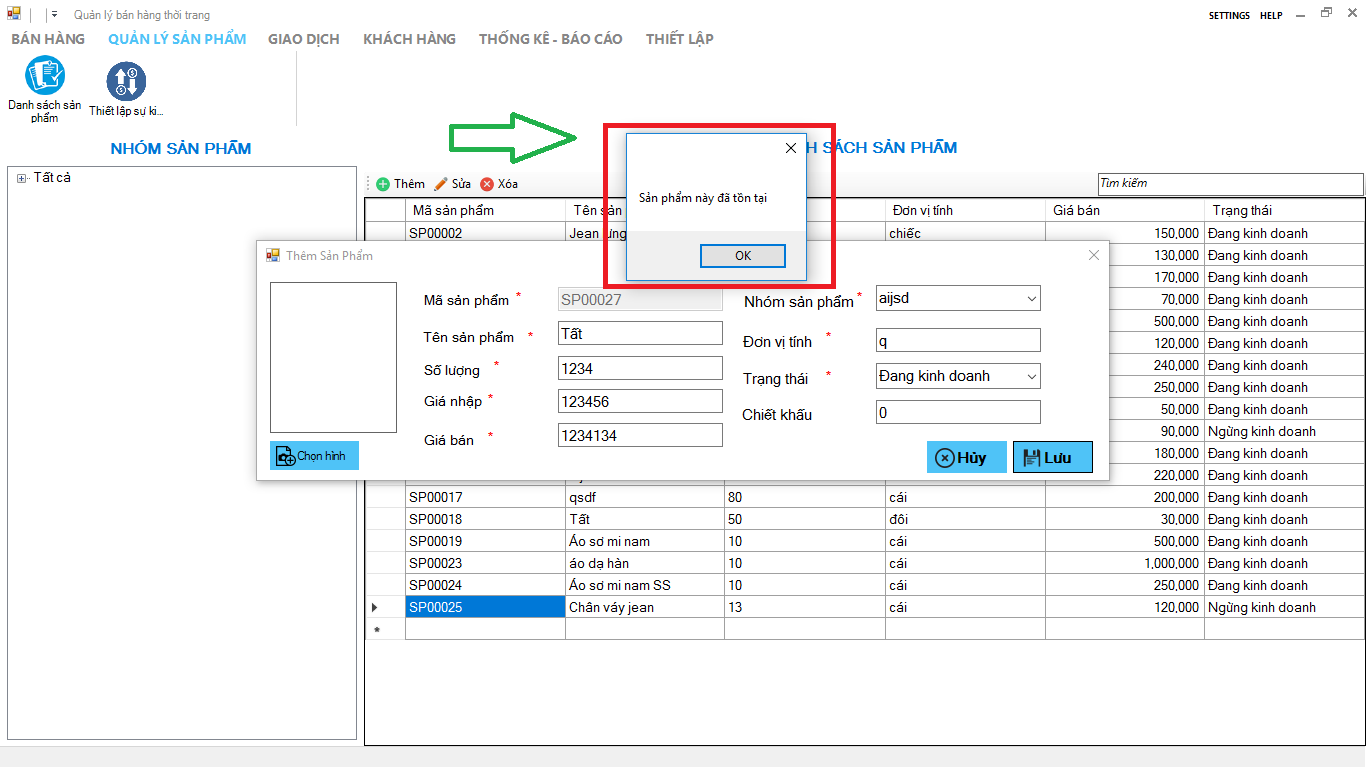 Quản lý bán hàng thời trang
SETTINGS HELP
BÁN HÀNG QUẢN LÝ SẢN PHẨM GIAO DỊCH KHÁCH HÀNG THỐNG KÊ - BÁO CÁO THIẾT LẬP
Danh sách sản phẩm
Thiết lập sự ki...
NHÓM SẢN PHẨM
H SÁCH SẢN PHẨM
Tất cả
Thêm Sửa Xóa
Tìm kiếm
Mã sản phẩm Tên sản Đơn vị tính Giá bán Trạng thái
SP00002 Jean chiếc 150,000 Đang kinh doanh
130,000 Đang kinh doanh
170,000 Đang kinh doanh
70,000 Đang kinh doanh
500,000 Đang kinh doanh
120,000 Đang kinh doanh
240,000 Đang kinh doanh
250,000 Đang kinh doanh
50,000 Đang kinh doanh
90,000 Ngừng kinh doanh
180,000 Đang kinh doanh
220,000 Đang kinh doanh
SP00017 qsdf 80 cái 200,000 Đang kinh doanh
SP00018 Tất 50 đôi 30,000 Đang kinh doanh
SP00019 Áo sơ mi nam 10 cái 500,000 Đang kinh doanh
SP00023 áo dạ hàn 10 cái 1,000,000 Đang kinh doanh
SP00024 Áo sơ mi nam SS 10 cái 250,000 Đang kinh doanh
SP00025 Chân váy jean 13 cái 120,000 Ngừng kinh doanh
Sản phẩm này đã tồn tại
OK
Thêm Sản Phẩm
Mã sản phẩm * SP00027
Tên sản phẩm * Tất
Số lượng * 1234
Giá nhập * 123456
Giá bán * 1234134
Nhóm sản phẩm * aijsd
Đơn vị tính * q
Trạng thái * Đang kinh doanh
Chiết khấu 0
Chọn hình
Hủy Lưu